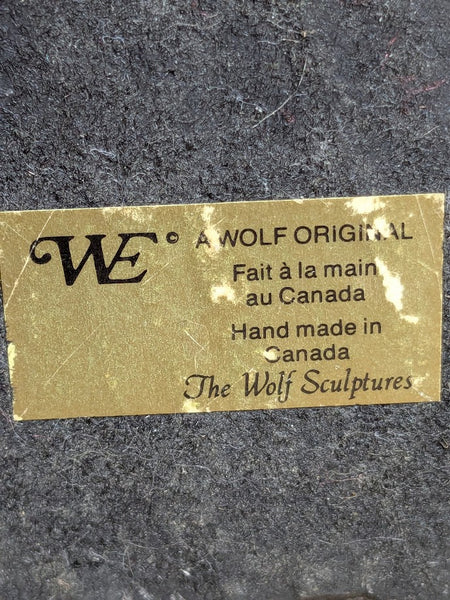 WE © A WOLF ORIGINAL
Fait à la main
au Canada
Hand made in
Canada
The Wolf Sculptures